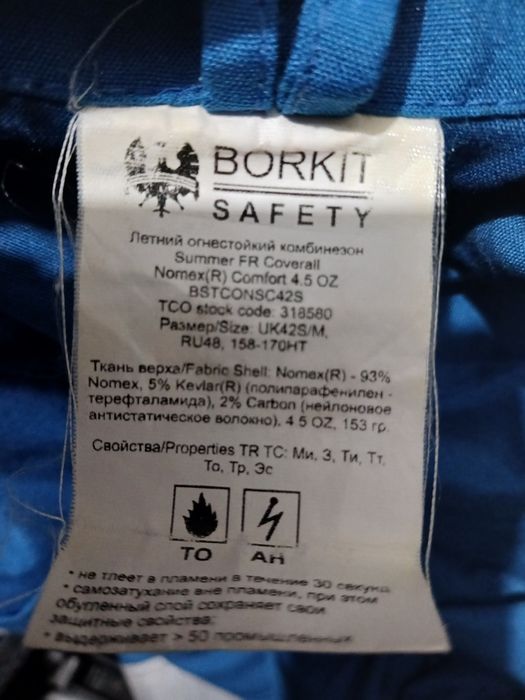 BORKIT
SAFETY
Летний огнестойкий комбинезон
Summer FR Coverall
Nomex(R) Comfort 4.5 OZ
BSTCONSC42S
TCO stock code: 318580
Размер/Size: UK42S/M,
RU48, 158-170HT
Ткань верха/Fabric Shell: Nomex(R) - 93%
Nomex, 5% Kevlar(R) (полипарафенилен -
терефталамида), 2% Carbon (нейлоновое
антистатическое волокно). 4.5 OZ, 153 гр.
Свойства/Properties TR TC: Ми, З, Ти, Тт,
То, Тр, Эс
ТО АН
• не тлеет в пламени в течение 30 секунд
• самозатухание вне пламени, при этом
обугленный слой сохраняет свои
защитные свойства:
• выдерживает > 50 промышленных